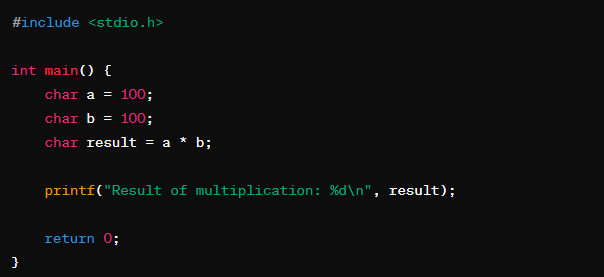 #include <stdio.h>
int main() {
    char a = 100;
    char b = 100;
    char result = a * b;
    printf("Result of multiplication: %d\n", result);
    return 0;
}